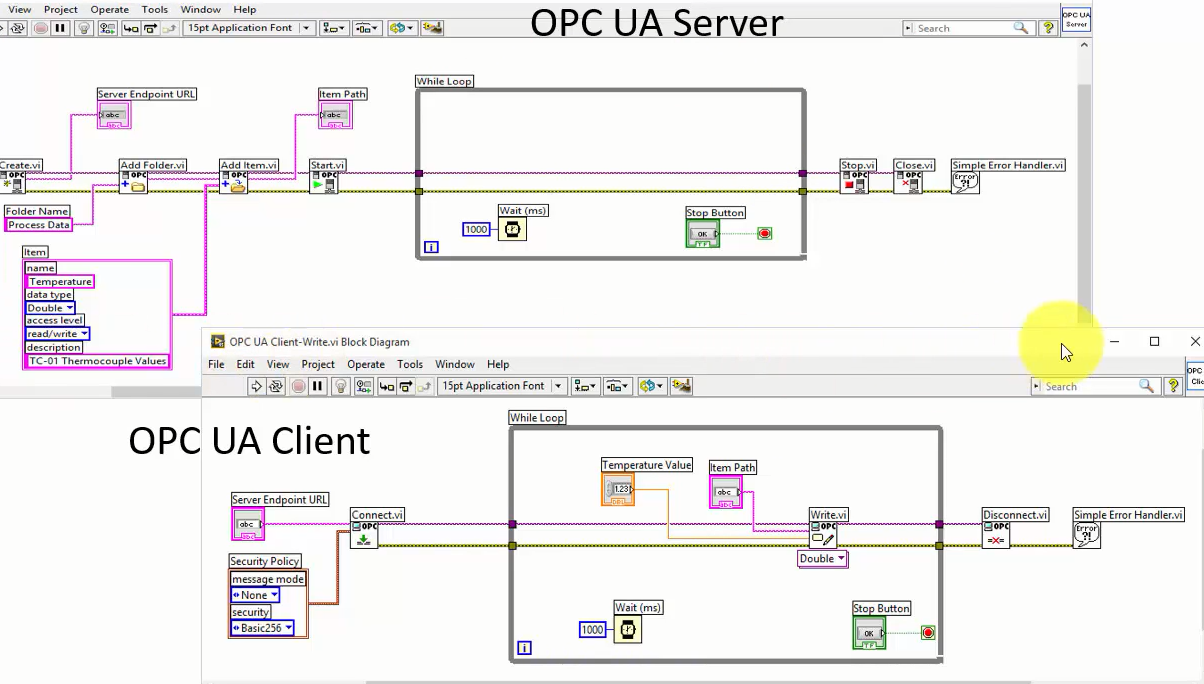 View Project Operate Tools Window Help
OPC UA Server
15pt Application Font
Search
?
OPC UA
Server
While Loop
Server Endpoint URL
abc
abc
Item Path
abc
abc
Create.vi
OPC
Add Folder.vi
OPC
Add Item.vi
OPC
Start.vi
OPC
Stop.vi
OPC
Close.vi
OPC
Simple Error Handler.vi
Error
?!
Folder Name
Process Data
Wait (ms)
1000
Stop Button
OK
TF
i
Item
name
Temperature
data type
Double
access level
read/write
description
TC-01 Thermocouple Values
OPC UA Client-Write.vi Block Diagram
File Edit View Project Operate Tools Window Help
15pt Application Font
Search
?
OPC
Clie
OPC UA Client
While Loop
Temperature Value
1.23
DBL
Item Path
abc
abc
Server Endpoint URL
abc
abc
Connect.vi
OPC
Write.vi
OPC
Double
Disconnect.vi
OPC
Simple Error Handler.vi
Error
?!
Security Policy
message mode
None
security
Basic256
Wait (ms)
1000
Stop Button
OK
TF
i